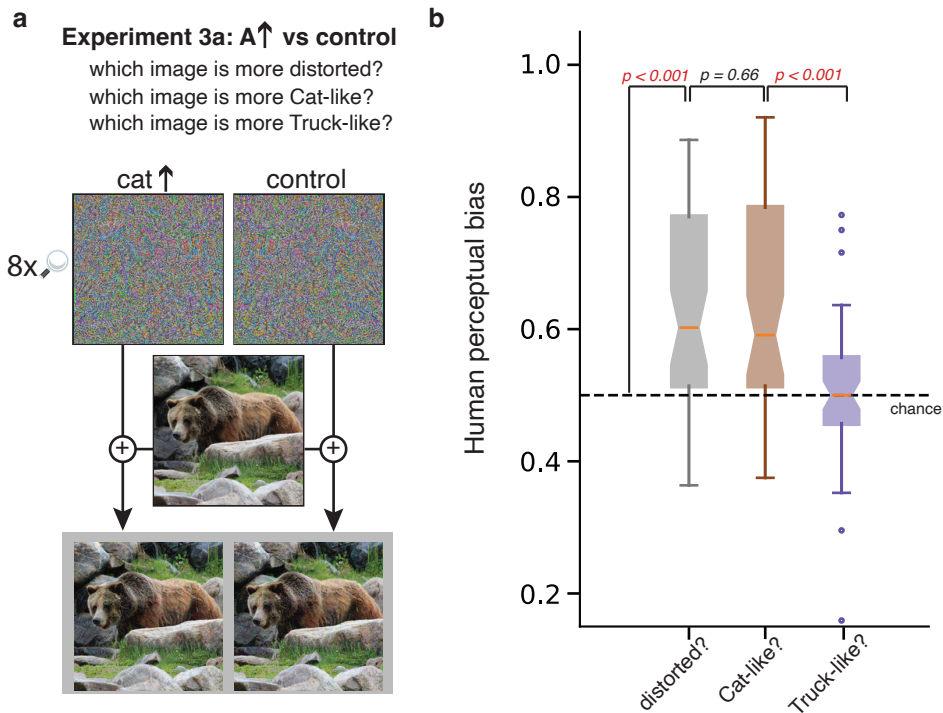 a
Experiment 3a: A↑ vs control
which image is more distorted?
which image is more Cat-like?
which image is more Truck-like?
cat ↑
control
8x
+
+
b
1.0
0.8
0.6
0.4
0.2
Human perceptual bias
p < 0.001
p = 0.66
p < 0.001
chance
distorted?
Cat-like?
Truck-like?